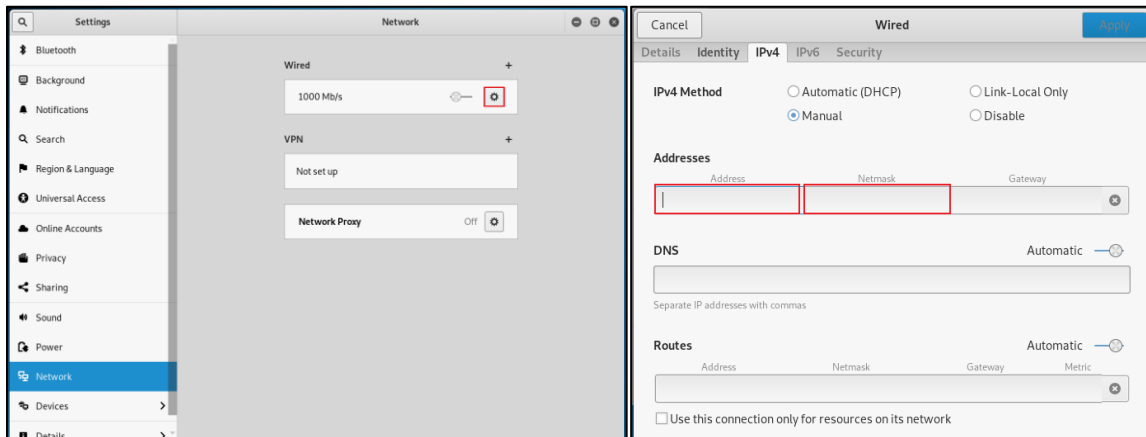 Settings
Network
Bluetooth
Background
Notifications
Search
Region & Language
Universal Access
Online Accounts
Privacy
Sharing
Sound
Power
Network
Devices
Details
Wired
1000 Mb/s
VPN
Not set up
Network Proxy Off
Cancel Wired Apply
Details Identity IPv4 IPv6 Security
IPv4 Method Automatic (DHCP) Link-Local Only
Manual Disable
Addresses
Address Netmask Gateway
DNS Automatic
Separate IP addresses with commas
Routes Automatic
Address Netmask Gateway Metric
Use this connection only for resources on its network